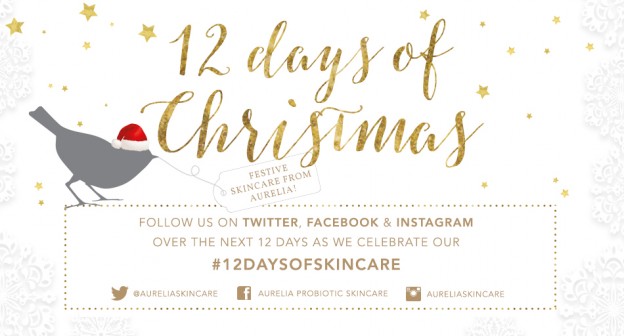 12 days of
Christmas
FESTIVE
SKINCARE FROM
AURELIA!
FOLLOW US ON TWITTER, FACEBOOK & INSTAGRAM
OVER THE NEXT 12 DAYS AS WE CELEBRATE OUR
#12DAYSOFSKINCARE
@AURELIASKINCARE AURELIA PROBIOTIC SKINCARE AURELIASKINCARE